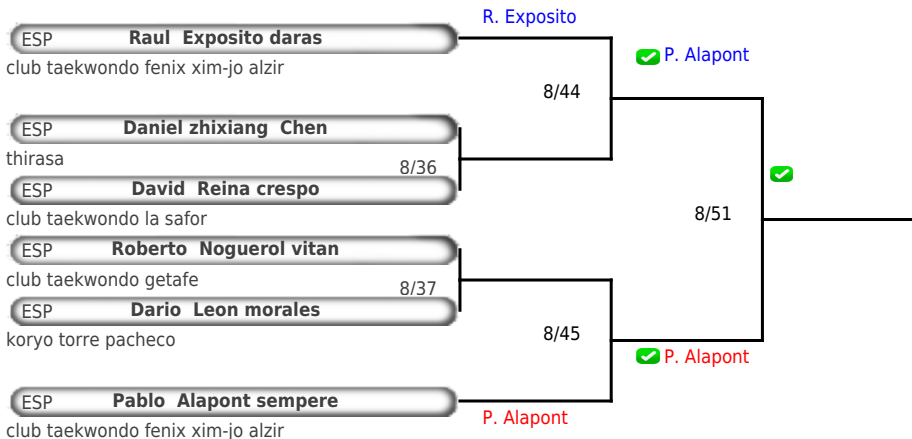 R. Exposito
ESP Raul Exposito daras
club taekwondo fenix xim-jo alzir
P. Alapont
8/44
ESP Daniel zhixiang Chen
thirasa
8/36
ESP David Reina crespo
club taekwondo la safor
8/51
ESP Roberto Noguerol vitan
club taekwondo getafe
8/37
ESP Dario Leon morales
koryo torre pacheco
8/45
P. Alapont
ESP Pablo Alapont sempere
P. Alapont
club taekwondo fenix xim-jo alzir